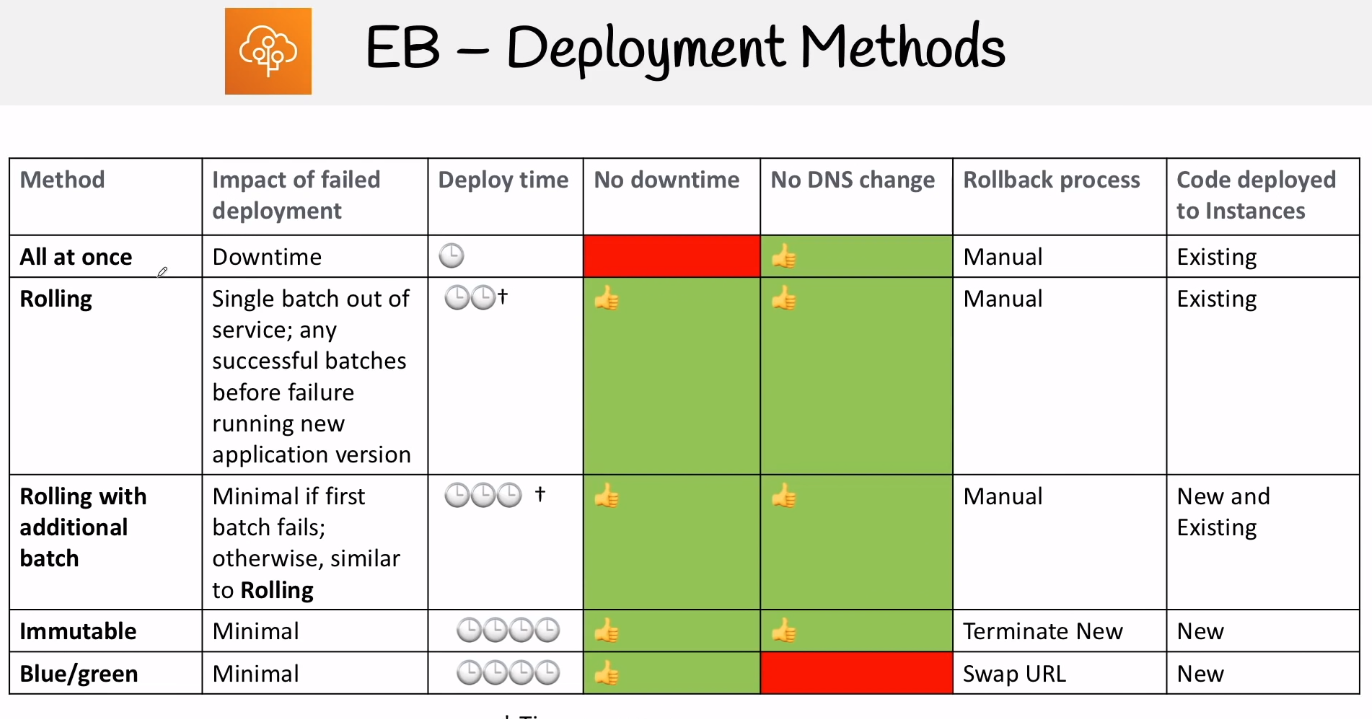 EB – Deployment Methods
Method
Impact of failed
deployment
Deploy time
No downtime
No DNS change
Rollback process
Code deployed
to Instances
All at once
Downtime
Manual
Existing
Rolling
Single batch out of
service; any
successful batches
before failure
running new
application version
†
Manual
Existing
Rolling with
additional
batch
Minimal if first
batch fails;
otherwise, similar
to Rolling
†
Manual
New and
Existing
Immutable
Minimal
Terminate New
New
Blue/green
Minimal
Swap URL
New